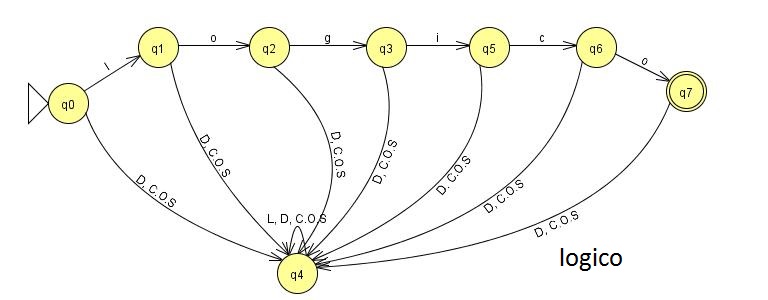 l o g i c o
q1 q2 q3 q5 q6 q7
q0
D, C.O.S D, C.O.S D, C.O.S D, C.O.S D. C.O.S D, C.O.S D, C.O.S
L, D, C.O.S
q4
logico